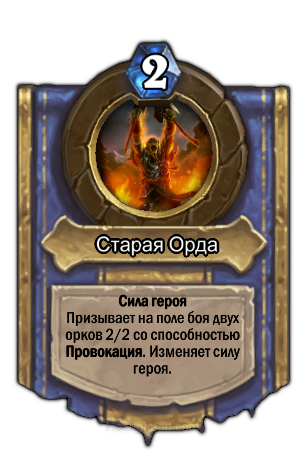 2
Старая Орда
Сила героя
Призывает на поле боя двух
орков 2/2 со способностью
Провокация. Изменяет силу
героя.